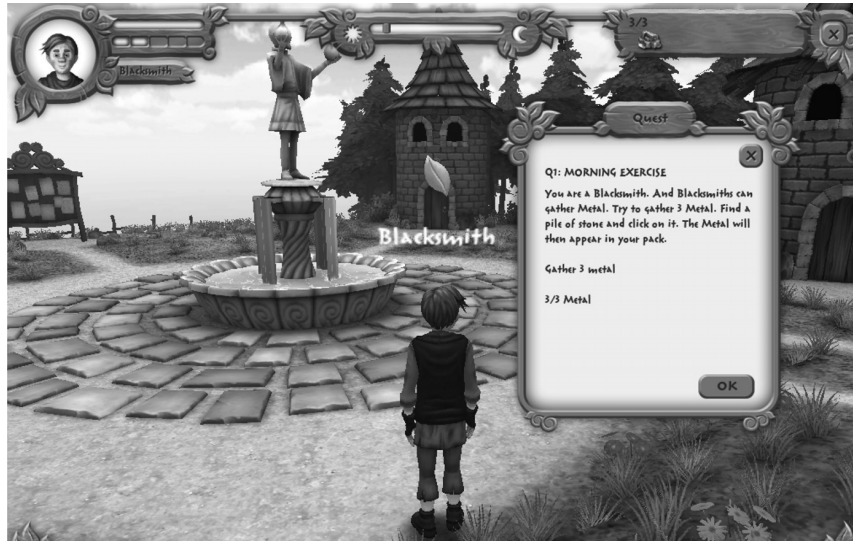 3/3
Blacksmith
Quest
Q1: MORNING EXERCISE
You are a Blacksmith. And Blacksmiths can
gather Metal. Try to gather 3 Metal. Find a
pile of stone and click on it. The Metal will
then appear in your pack.
Gather 3 metal
3/3 Metal
OK
Blacksmith